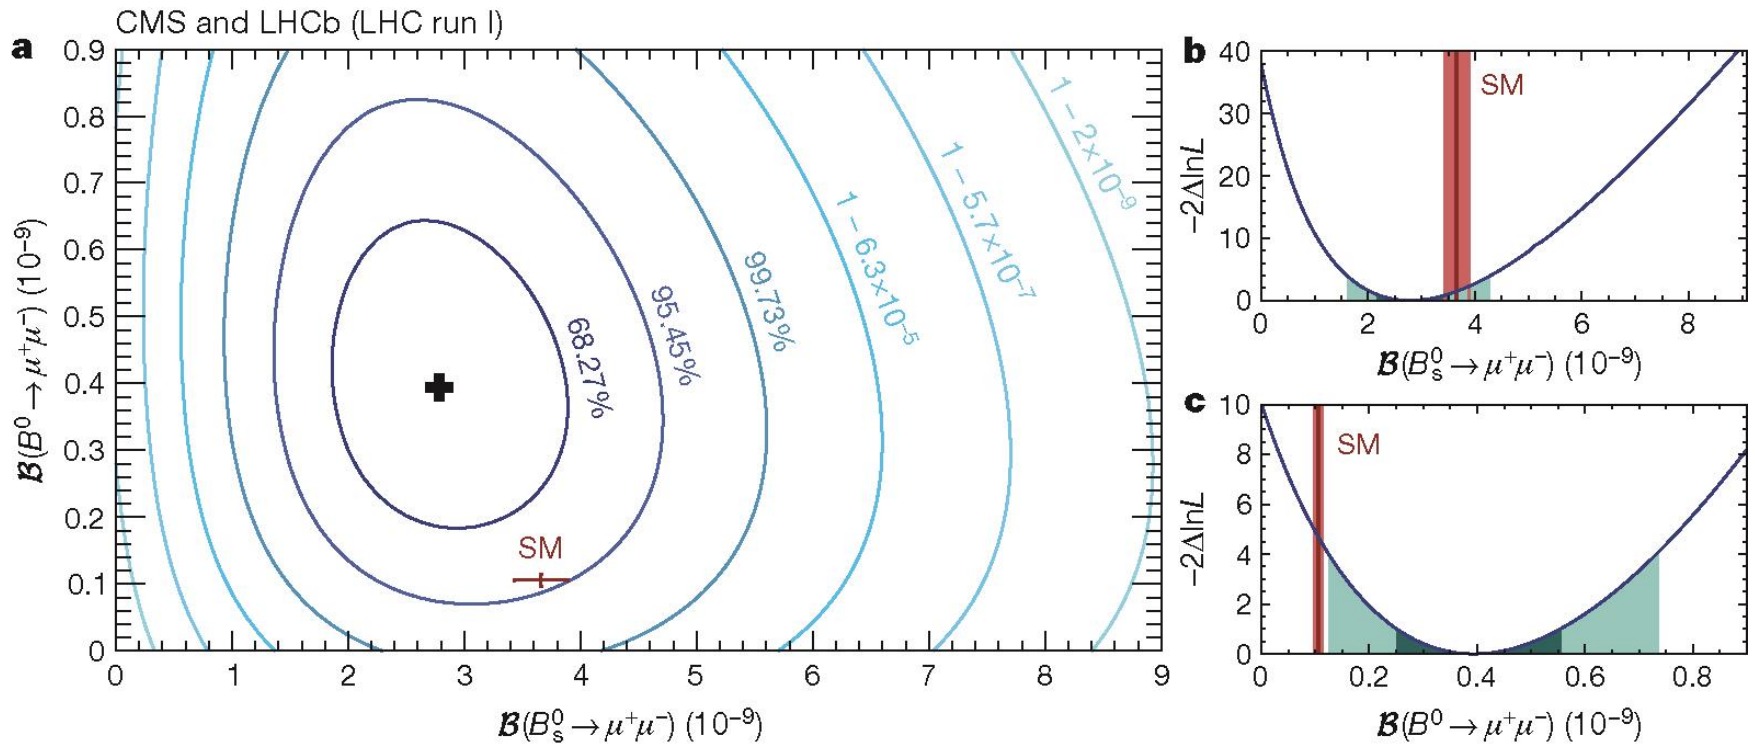 CMS and LHCb (LHC run I)
a
0.9
0.8
0.7
0.6
0.5
0.4
0.3
0.2
0.1
0
ℬ(B⁰ → μ⁺μ⁻) (10⁻⁹)
68.27%
95.45%
99.73%
1 – 6.3×10⁻⁵
1 – 5.7×10⁻⁷
1 – 2×10⁻⁹
SM
0 1 2 3 4 5 6 7 8 9
ℬ(B⁰ₛ → μ⁺μ⁻) (10⁻⁹)
b
40
30
20
10
0
–2ΔlnL
SM
0 2 4 6 8
ℬ(B⁰ₛ → μ⁺μ⁻) (10⁻⁹)
c
10
8
6
4
2
0
–2ΔlnL
SM
0 0.2 0.4 0.6 0.8
ℬ(B⁰ → μ⁺μ⁻) (10⁻⁹)